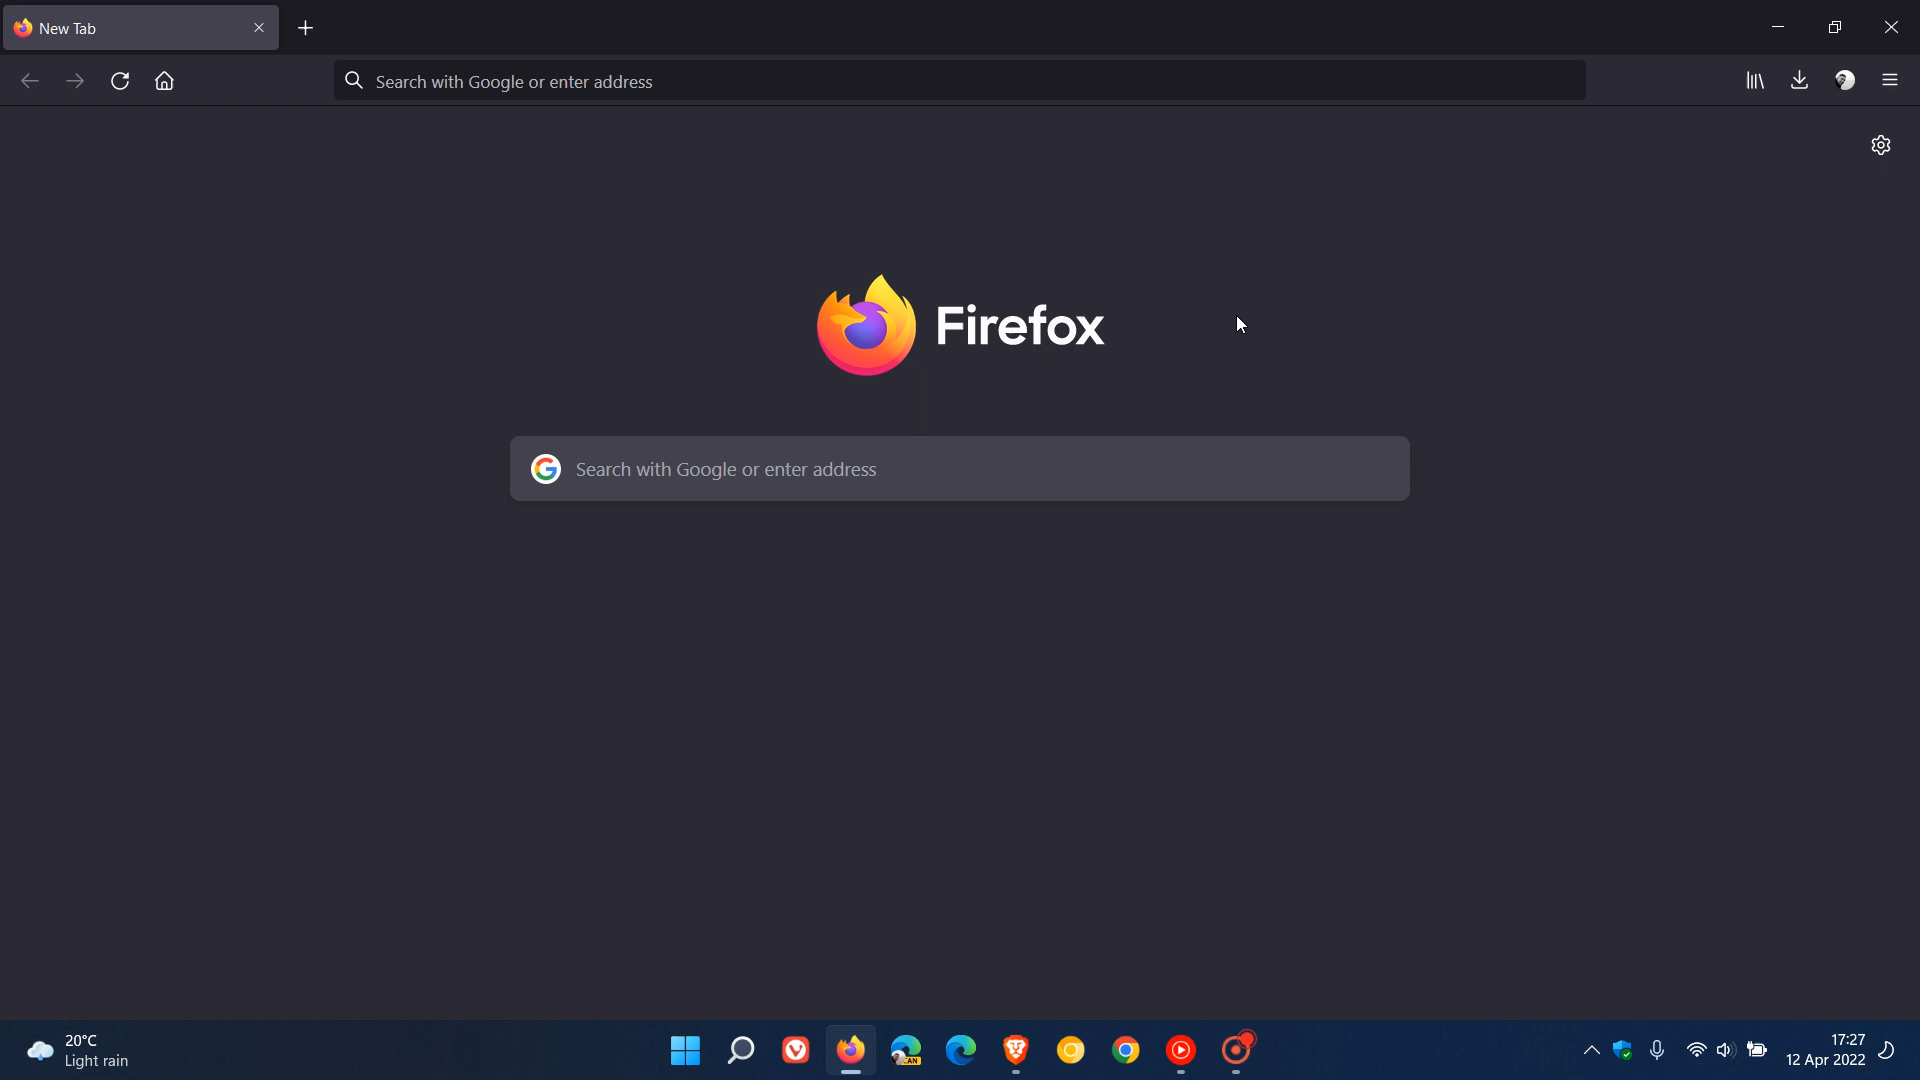 New Tab
Search with Google or enter address
Firefox
Search with Google or enter address
20°C
Light rain
CAN
17:27
12 Apr 2022